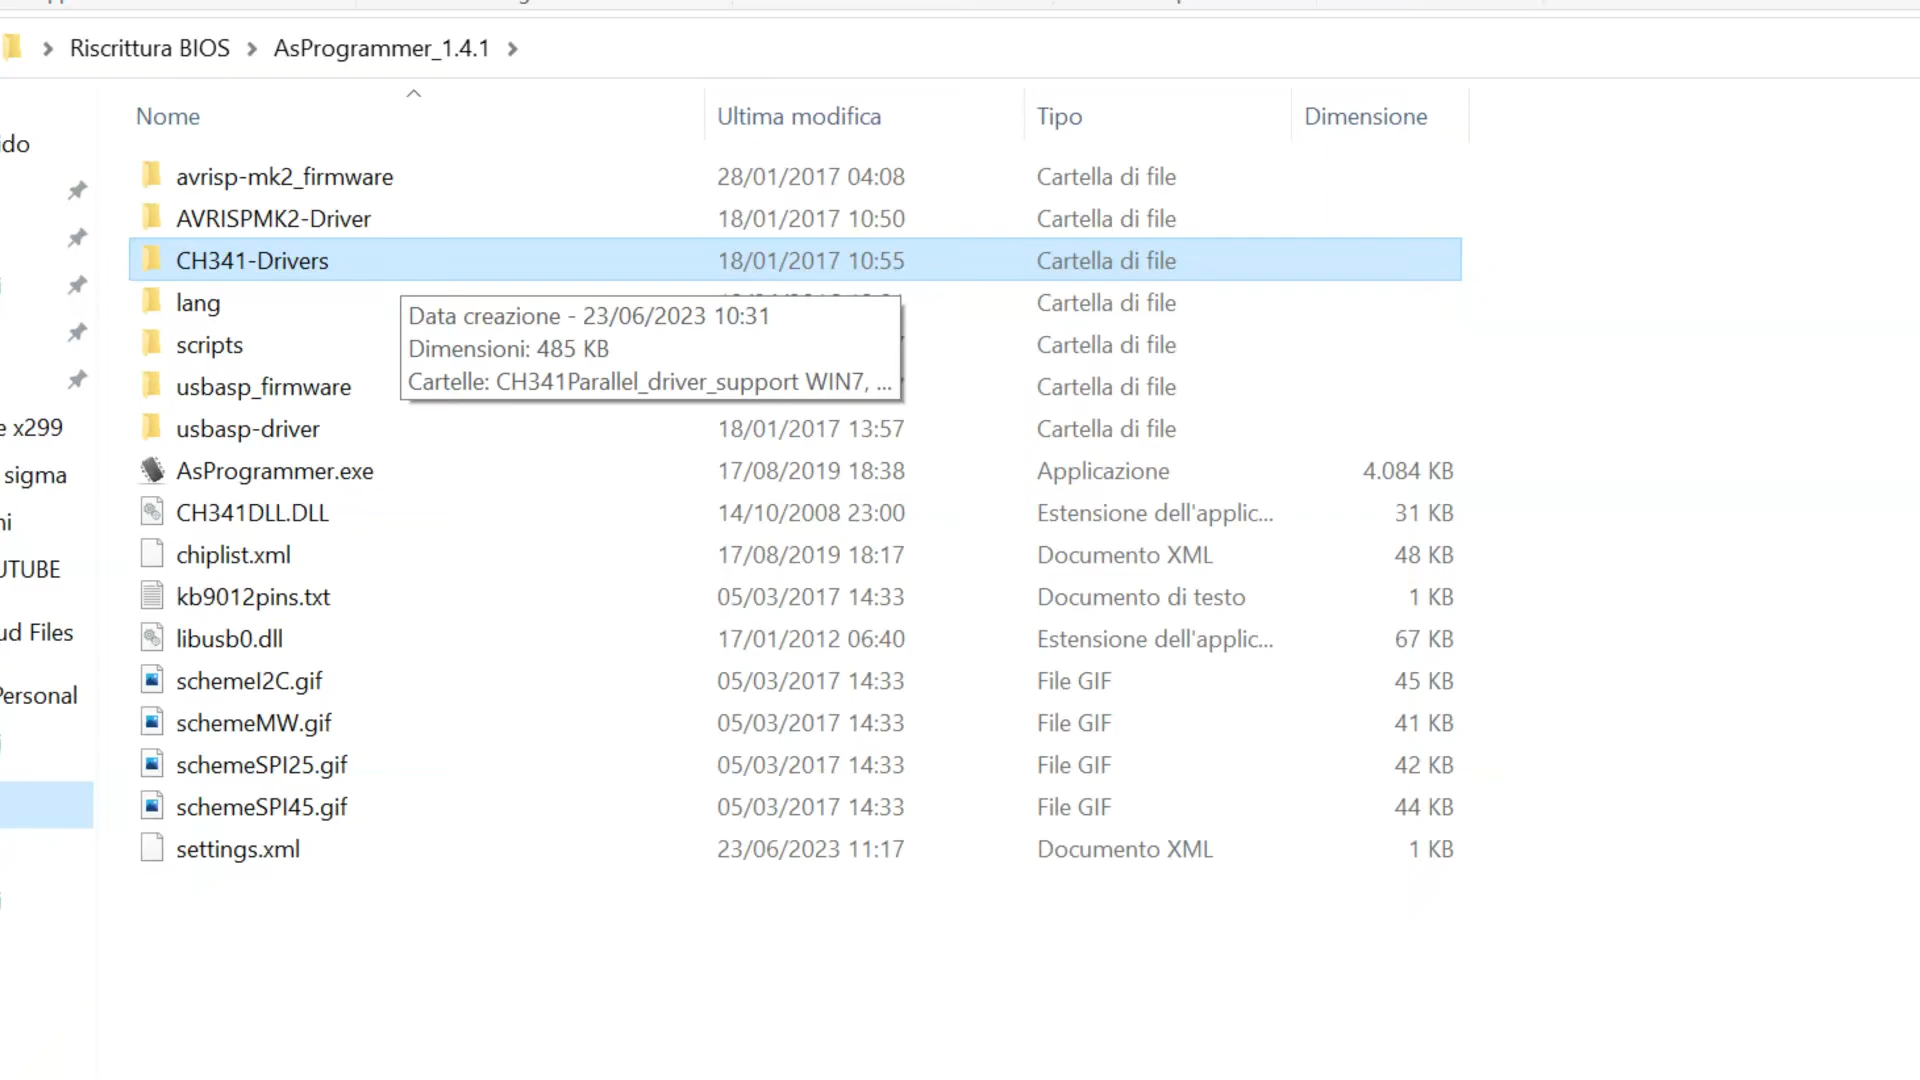 Riscrittura BIOS > AsProgrammer_1.4.1 >
Nome Ultima modifica Tipo Dimensione
avrisp-mk2_firmware 28/01/2017 04:08 Cartella di file
AVRISPMK2-Driver 18/01/2017 10:50 Cartella di file
CH341-Drivers 18/01/2017 10:55 Cartella di file
lang Cartella di file
Data creazione - 23/06/2023 10:31
scripts Cartella di file
Dimensioni: 485 KB
usbasp_firmware Cartella di file
Cartelle: CH341Parallel_driver_support WIN7, ...
usbasp-driver 18/01/2017 13:57 Cartella di file
AsProgrammer.exe 17/08/2019 18:38 Applicazione 4.084 KB
CH341DLL.DLL 14/10/2008 23:00 Estensione dell'applic... 31 KB
chiplist.xml 17/08/2019 18:17 Documento XML 48 KB
kb9012pins.txt 05/03/2017 14:33 Documento di testo 1 KB
libusb0.dll 17/01/2012 06:40 Estensione dell'applic... 67 KB
schemeI2C.gif 05/03/2017 14:33 File GIF 45 KB
schemeMW.gif 05/03/2017 14:33 File GIF 41 KB
schemeSPI25.gif 05/03/2017 14:33 File GIF 42 KB
schemeSPI45.gif 05/03/2017 14:33 File GIF 44 KB
settings.xml 23/06/2023 11:17 Documento XML 1 KB
ido
e x299
sigma
ni
UTUBE
ud Files
Personal